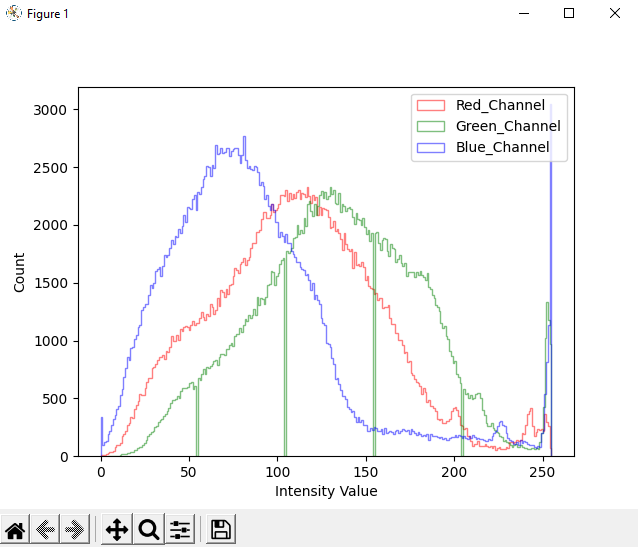 Figure 1
Red_Channel
Green_Channel
Blue_Channel
3000
2500
2000
1500
1000
500
0
Count
0 50 100 150 200 250
Intensity Value